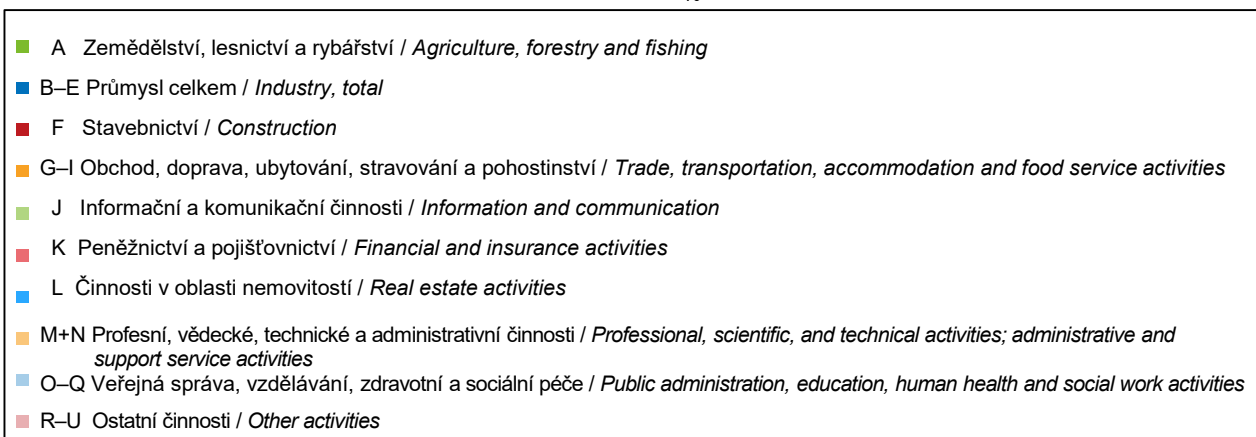 A Zemědělství, lesnictví a rybářství / Agriculture, forestry and fishing
B–E Průmysl celkem / Industry, total
F Stavebnictví / Construction
G–I Obchod, doprava, ubytování, stravování a pohostinství / Trade, transportation, accommodation and food service activities
J Informační a komunikační činnosti / Information and communication
K Peněžnictví a pojišťovnictví / Financial and insurance activities
L Činnosti v oblasti nemovitostí / Real estate activities
M+N Profesní, vědecké, technické a administrativní činnosti / Professional, scientific, and technical activities; administrative and
support service activities
O–Q Veřejná správa, vzdělávání, zdravotní a sociální péče / Public administration, education, human health and social work activities
R–U Ostatní činnosti / Other activities